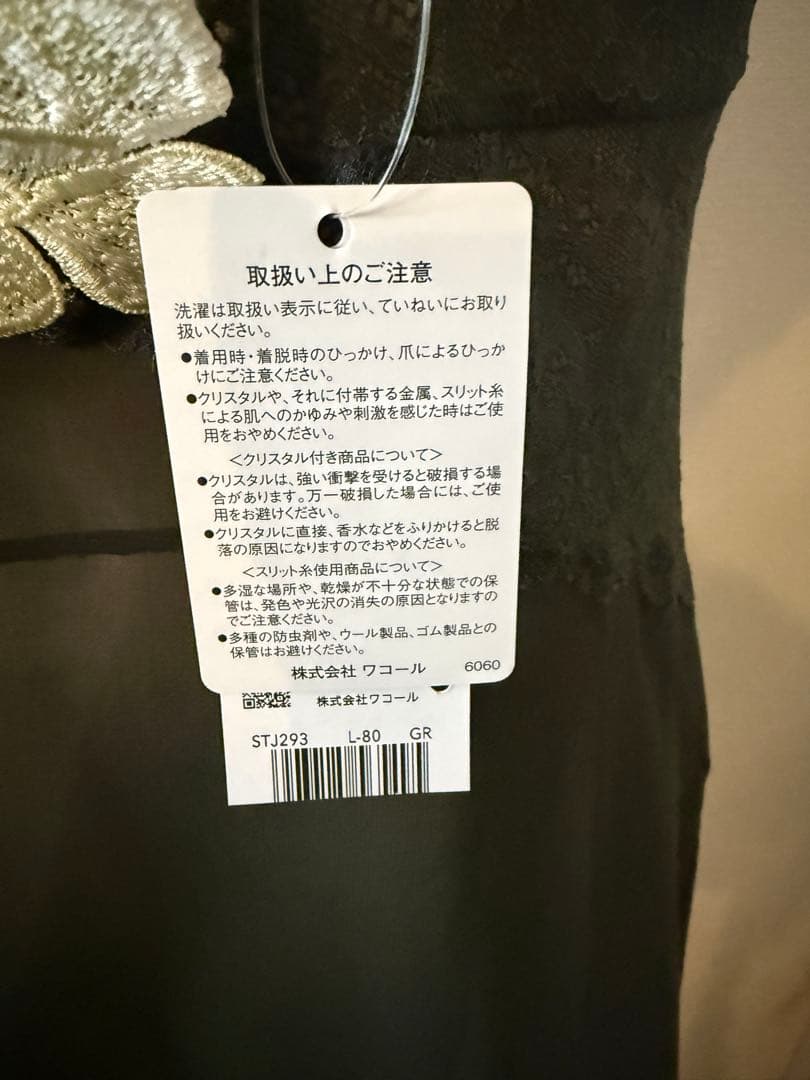 取扱い上のご注意
洗濯は取扱い表示に従い、ていねいにお取り
扱いください。
●着用時・着脱時のひっかけ、爪によるひっか
けにご注意ください。
●クリスタルや、それに付帯する金属、スリット糸
による肌へのかゆみや刺激を感じた時はご使
用をおやめください。
＜クリスタル付き商品について＞
●クリスタルは、強い衝撃を受けると破損する場
合があります。万一破損した場合には、ご使
用をお避けください。
●クリスタルに直接、香水などをふりかけると脱
落の原因になりますのでおやめください。
＜スリット糸使用商品について＞
●多湿な場所や、乾燥が不十分な状態での保
管は、発色や光沢の消失の原因となりますの
でご注意ください。
●多種の防虫剤や、ウール製品、ゴム製品との
保管はお避けください。
株式会社 ワコール 6060
株式会社ワコール
STJ293 L-80 GR